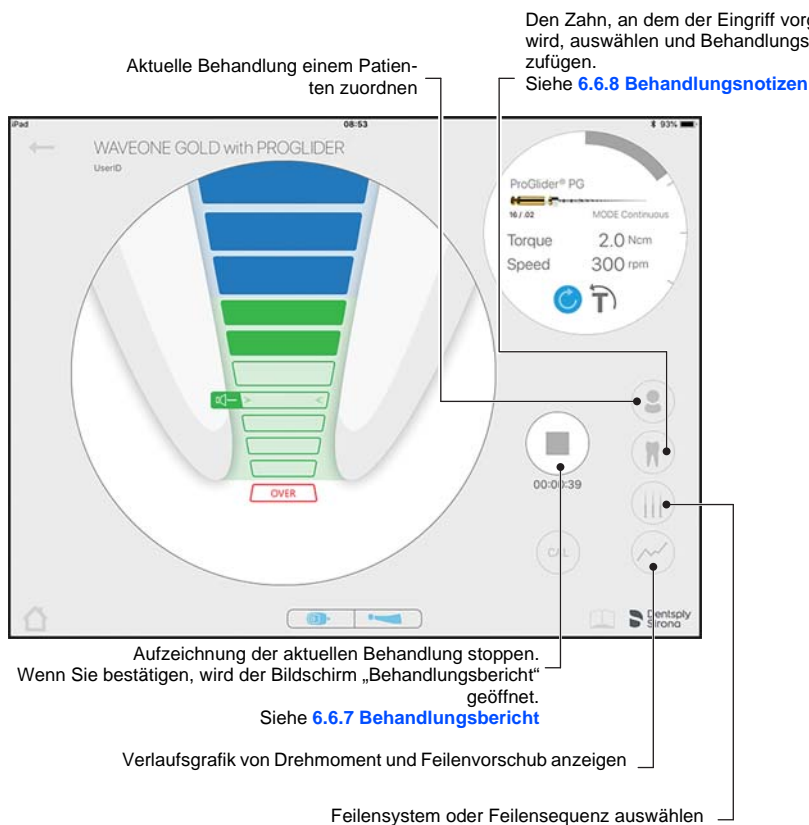 Den Zahn, an dem der Eingriff
wird, auswählen und
zufügen.
Siehe 6.6.8 Behandlungsnotizen
Aktuelle Behandlung einem Patien-
ten zuordnen
iPad
08:53
93%
WAVEONE GOLD with PROGLIDER
UserID
ProGlider® PG
16 / .02
MODE Continuous
Torque 2.0 Ncm
Speed 300 rpm
T
OVER
00:00:39
CAL
Dentsply
Sirona
Aufzeichnung der aktuellen Behandlung stoppen.
Wenn Sie bestätigen, wird der Bildschirm „Behandlungsbericht“
geöffnet.
Siehe 6.6.7 Behandlungsbericht
Verlaufsgrafik von Drehmoment und Feilenvorschub anzeigen
Feilensystem oder Feilensequenz auswählen